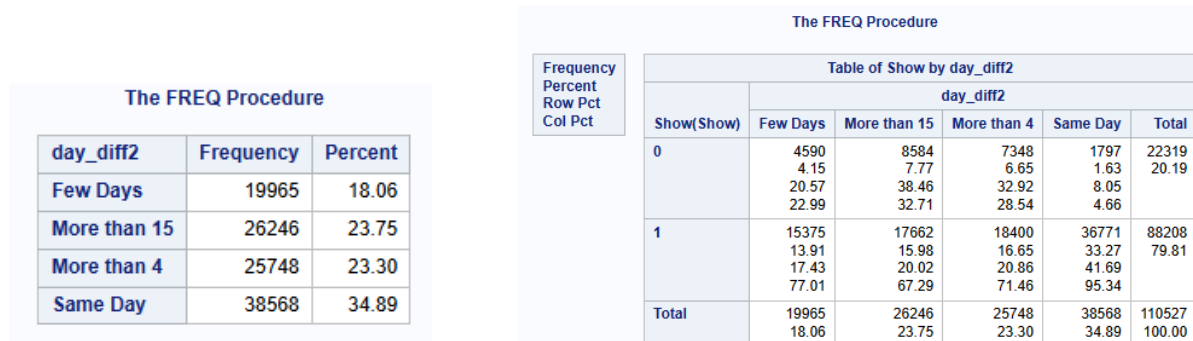 The FREQ Procedure
day_diff2 Frequency Percent
Few Days 19965 18.06
More than 15 26246 23.75
More than 4 25748 23.30
Same Day 38568 34.89
The FREQ Procedure
Frequency
Percent
Row Pct
Col Pct
Table of Show by day_diff2
day_diff2
Show(Show) Few Days More than 15 More than 4 Same Day Total
0 4590 8584 7348 1797 22319
4.15 7.77 6.65 1.63 20.19
20.57 38.46 32.92 8.05
22.99 32.71 28.54 4.66
1 15375 17662 18400 36771 88208
13.91 15.98 16.65 33.27 79.81
17.43 20.02 20.86 41.69
77.01 67.29 71.46 95.34
Total 19965 26246 25748 38568 110527
18.06 23.75 23.30 34.89 100.00